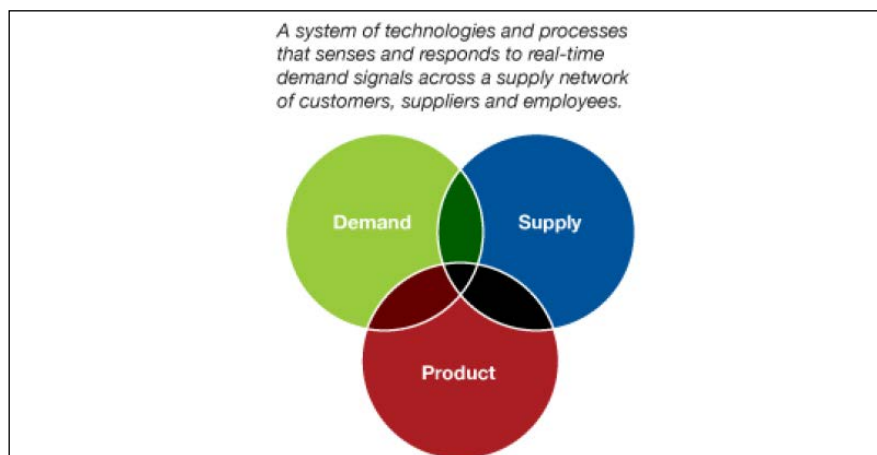 A system of technologies and processes
that senses and responds to real-time
demand signals across a supply network
of customers, suppliers and employees.
Demand
Supply
Product